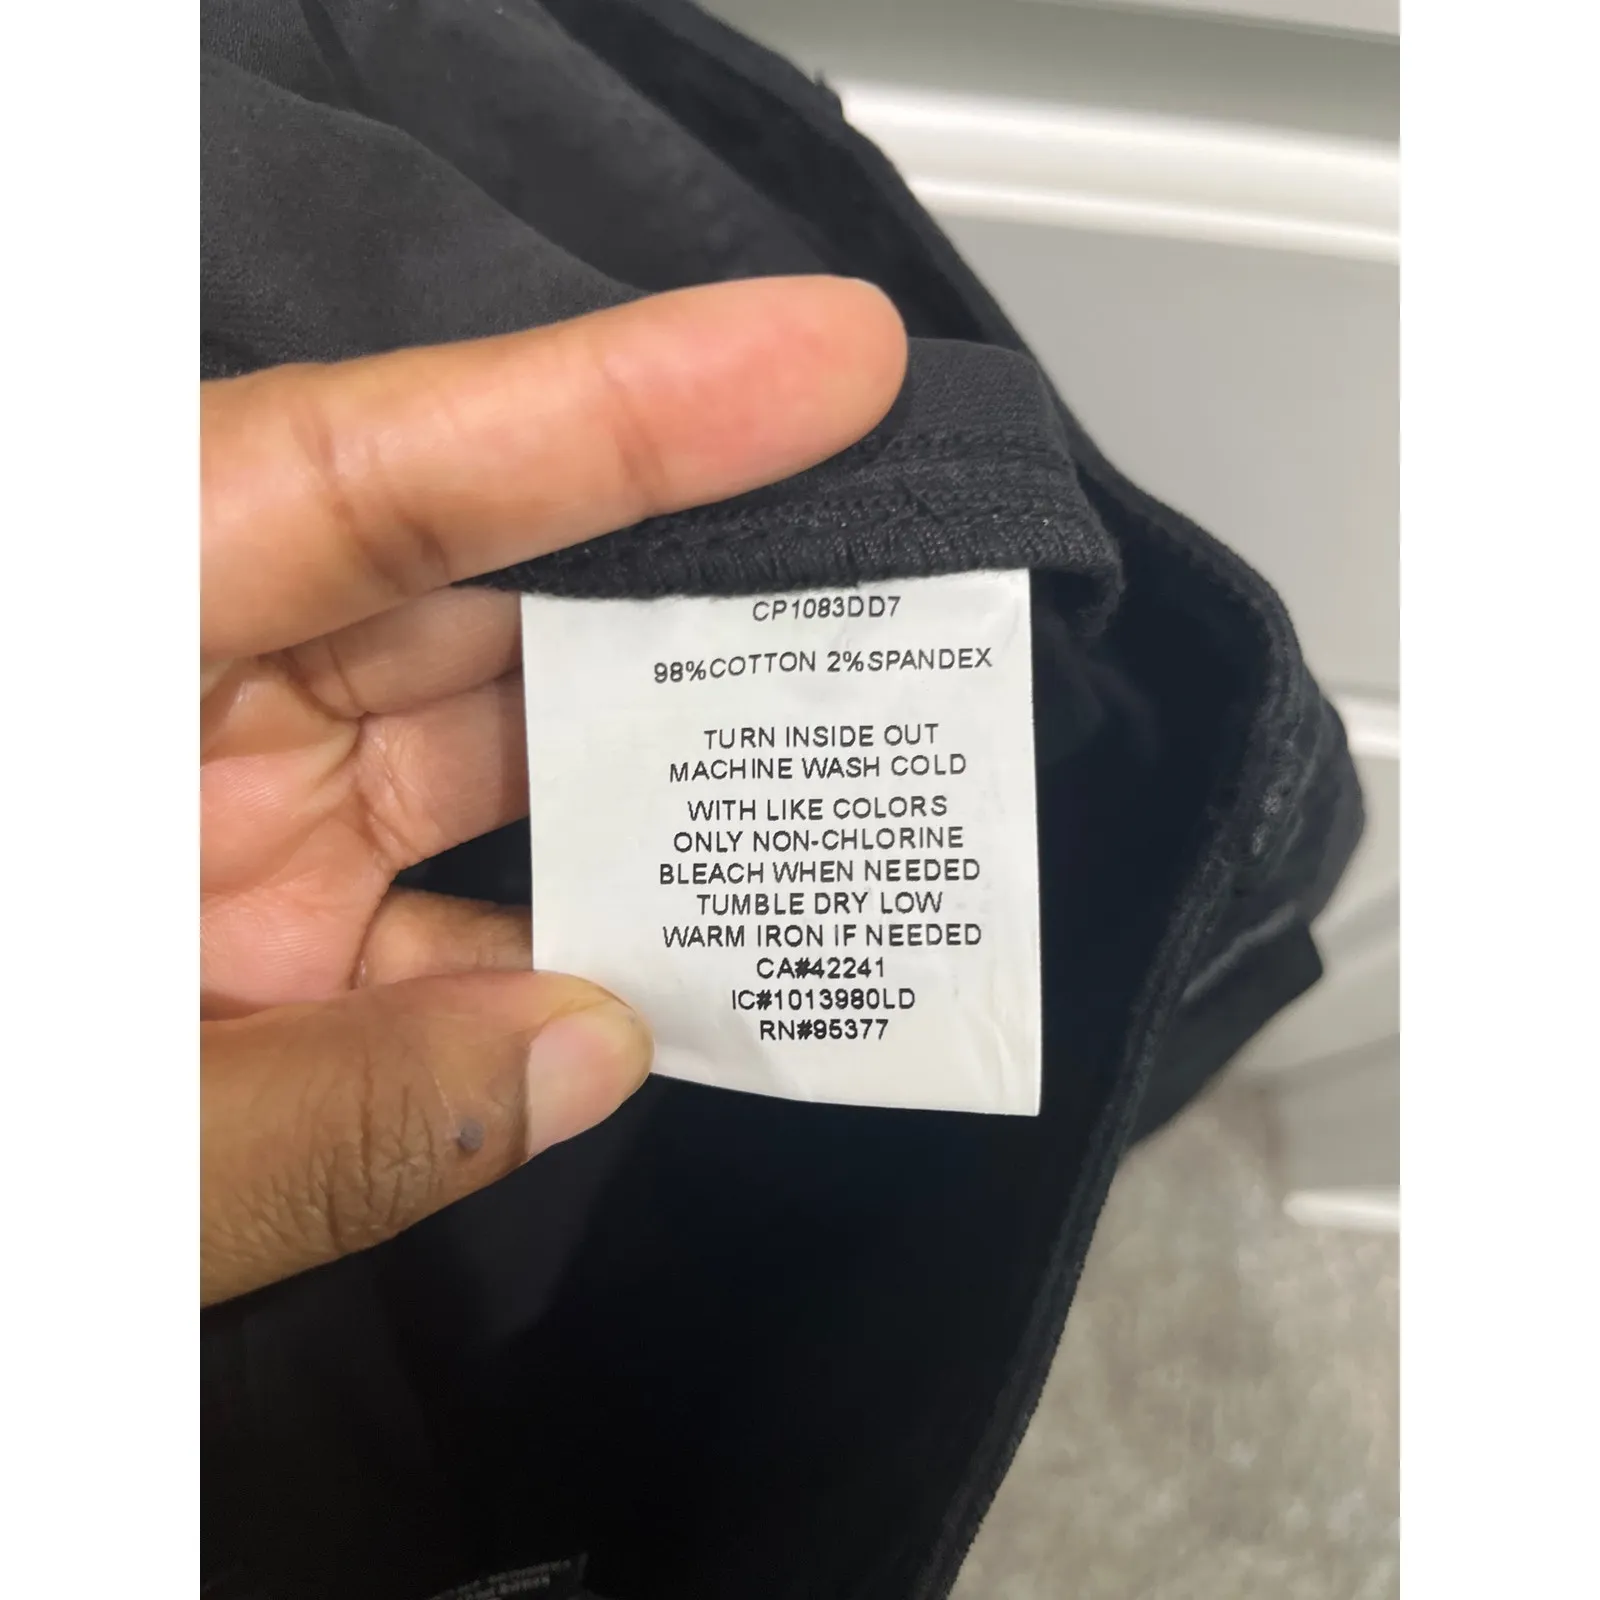 CP1083DD7
98%COTTON 2%SPANDEX
TURN INSIDE OUT
MACHINE WASH COLD
WITH LIKE COLORS
ONLY NON-CHLORINE
BLEACH WHEN NEEDED
TUMBLE DRY LOW
WARM IRON IF NEEDED
CA#42241
IC#1013980LD
RN#95377